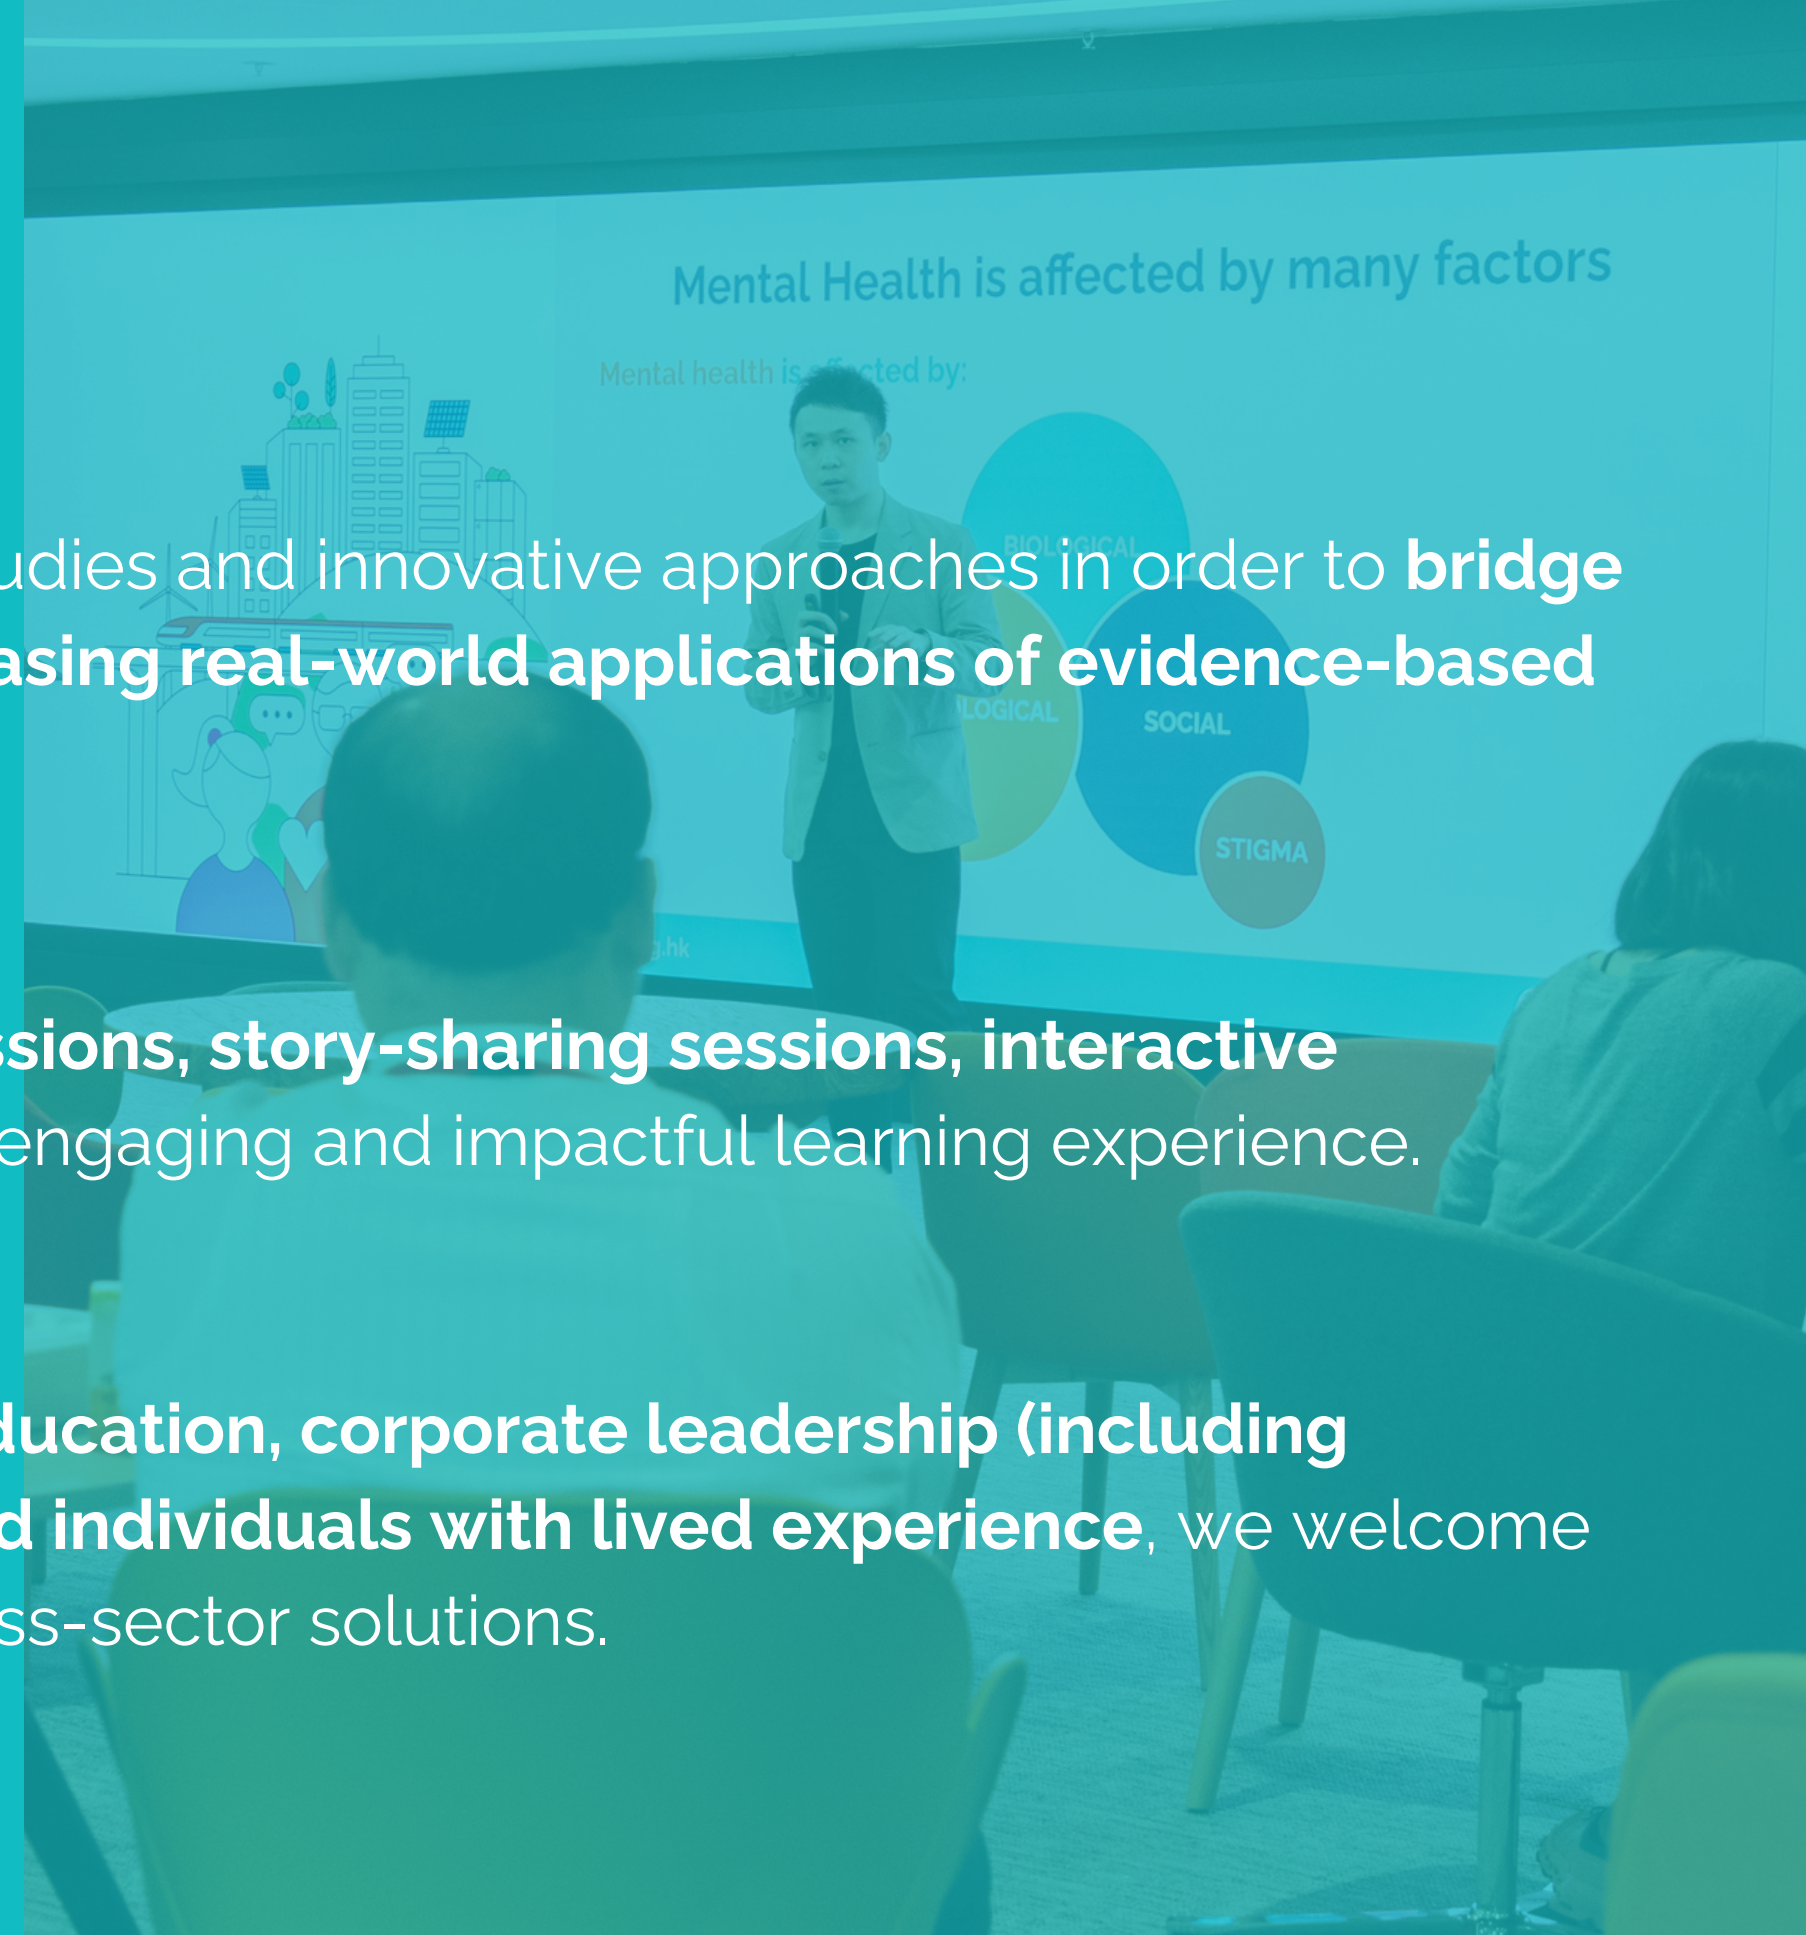 Mental Health is affected by many factors
Mental health is affected by:
BIOLOGICAL
udies and innovative approaches in order to bridge
asing real-world applications of evidence-based
LOGICAL
SOCIAL
STIGMA
g.hk
ssions, story-sharing sessions, interactive
engaging and impactful learning experience.
ducation, corporate leadership (including
d individuals with lived experience, we welcome
ss-sector solutions.